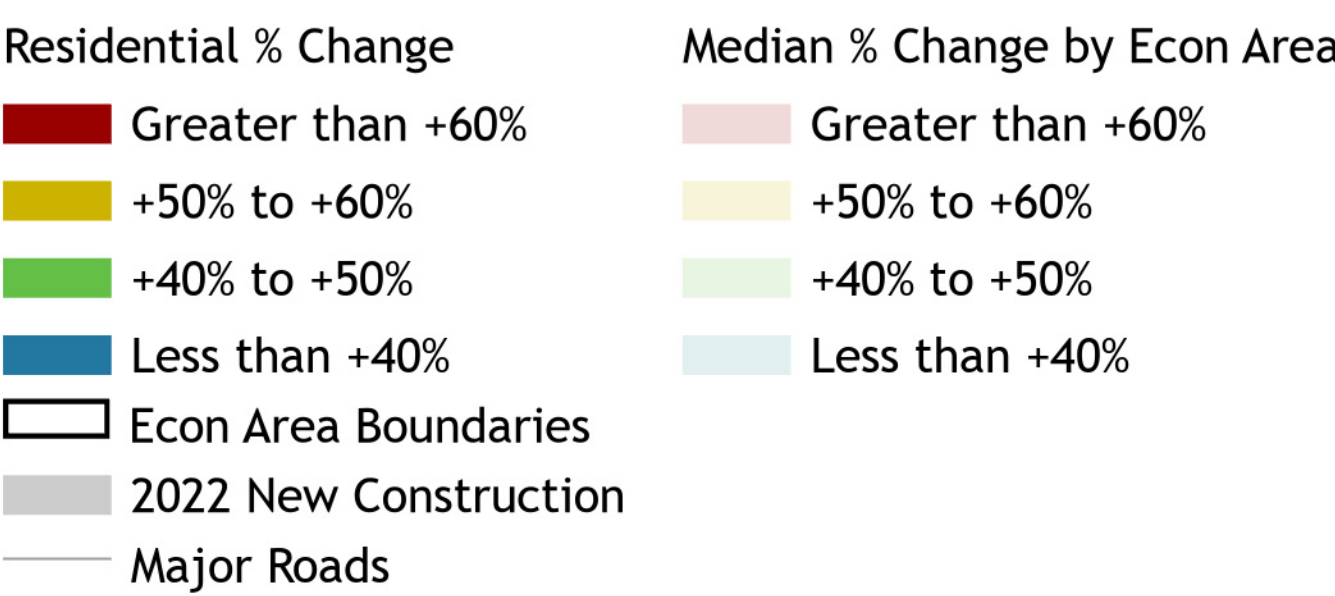 Residential % Change
Greater than +60%
+50% to +60%
+40% to +50%
Less than +40%
Econ Area Boundaries
2022 New Construction
Major Roads
Median % Change by Econ Area
Greater than +60%
+50% to +60%
+40% to +50%
Less than +40%